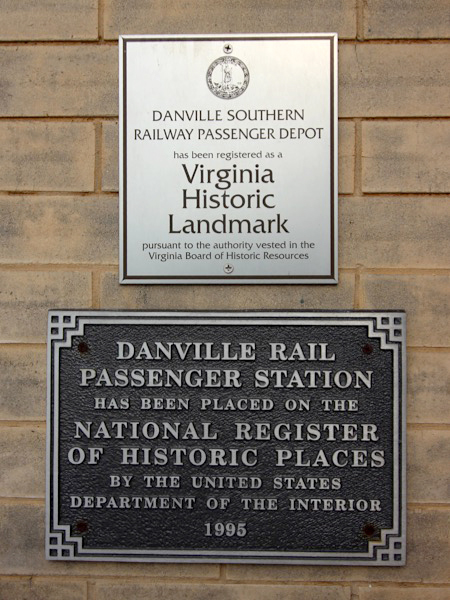 DANVILLE SOUTHERN
RAILWAY PASSENGER DEPOT
has been registered as a
Virginia
Historic
Landmark
pursuant to the authority vested in the
Virginia Board of Historic Resources
DANVILLE RAIL
PASSENGER STATION
HAS BEEN PLACED ON THE
NATIONAL REGISTER
OF HISTORIC PLACES
BY THE UNITED STATES
DEPARTMENT OF THE INTERIOR
1995